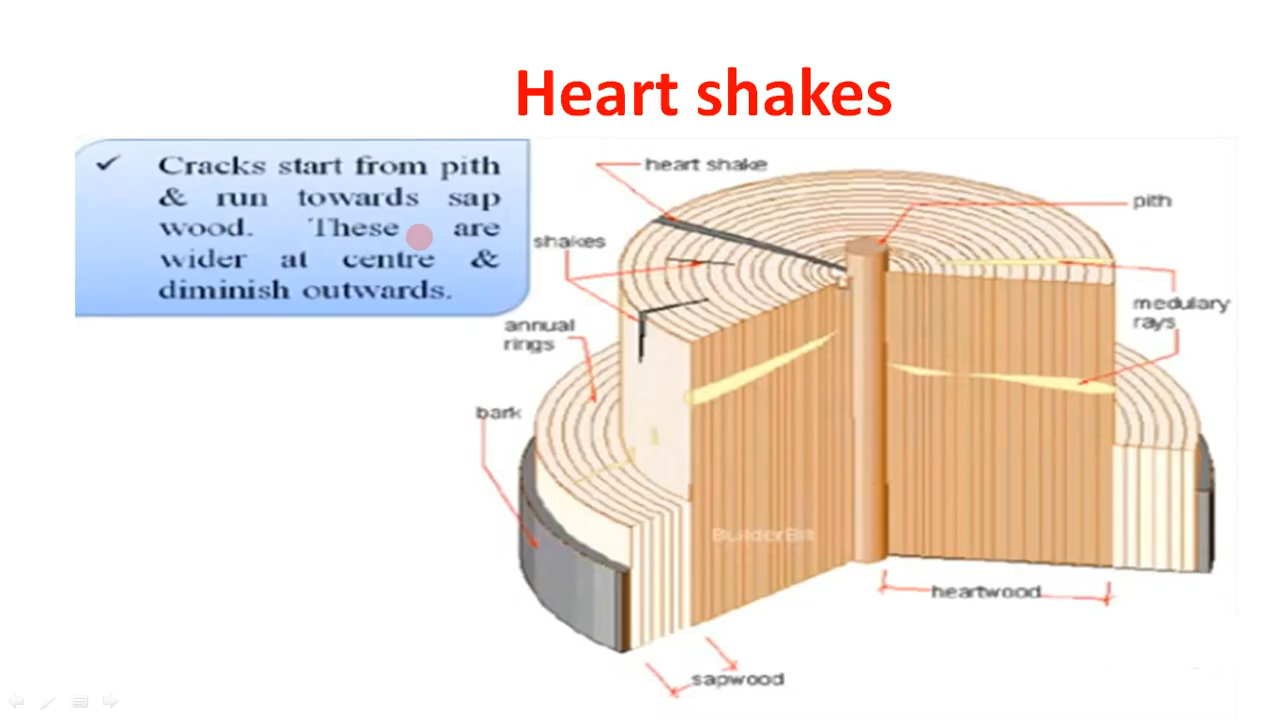 Heart shakes
✓ Cracks start from pith
& run towards sap
wood. These are
wider at centre &
diminish outwards.
heart shake
pith
shakes
medulary
rays
annual
rings
bark
BuilderBill
heartwood
sapwood